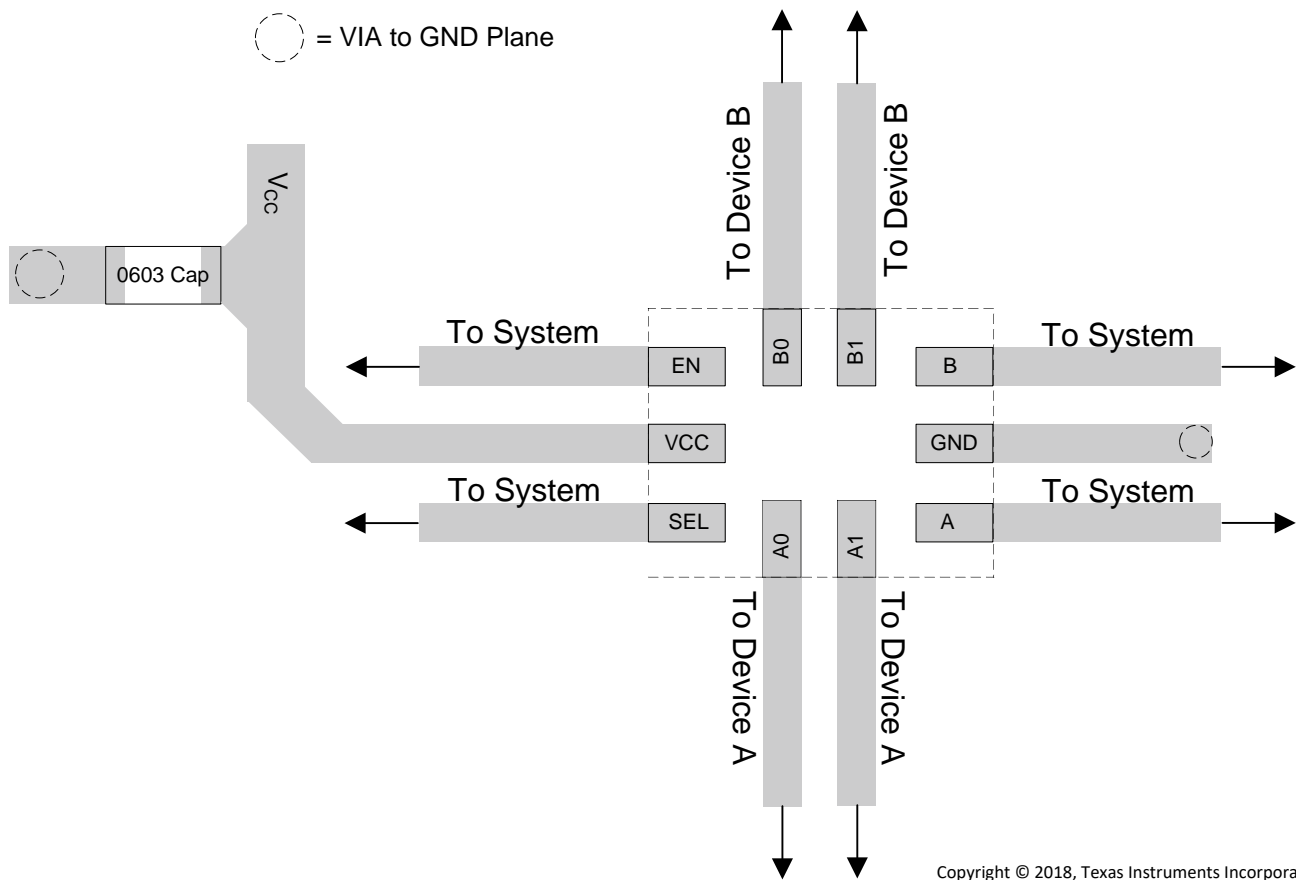 = VIA to GND Plane
To Device B
To Device B
VCC
0603 Cap
To System
To System
EN
B0
B1
B
VCC
GND
To System
To System
SEL
A0
A1
A
To Device A
To Device A
Copyright © 2018, Texas Instruments Incorpora